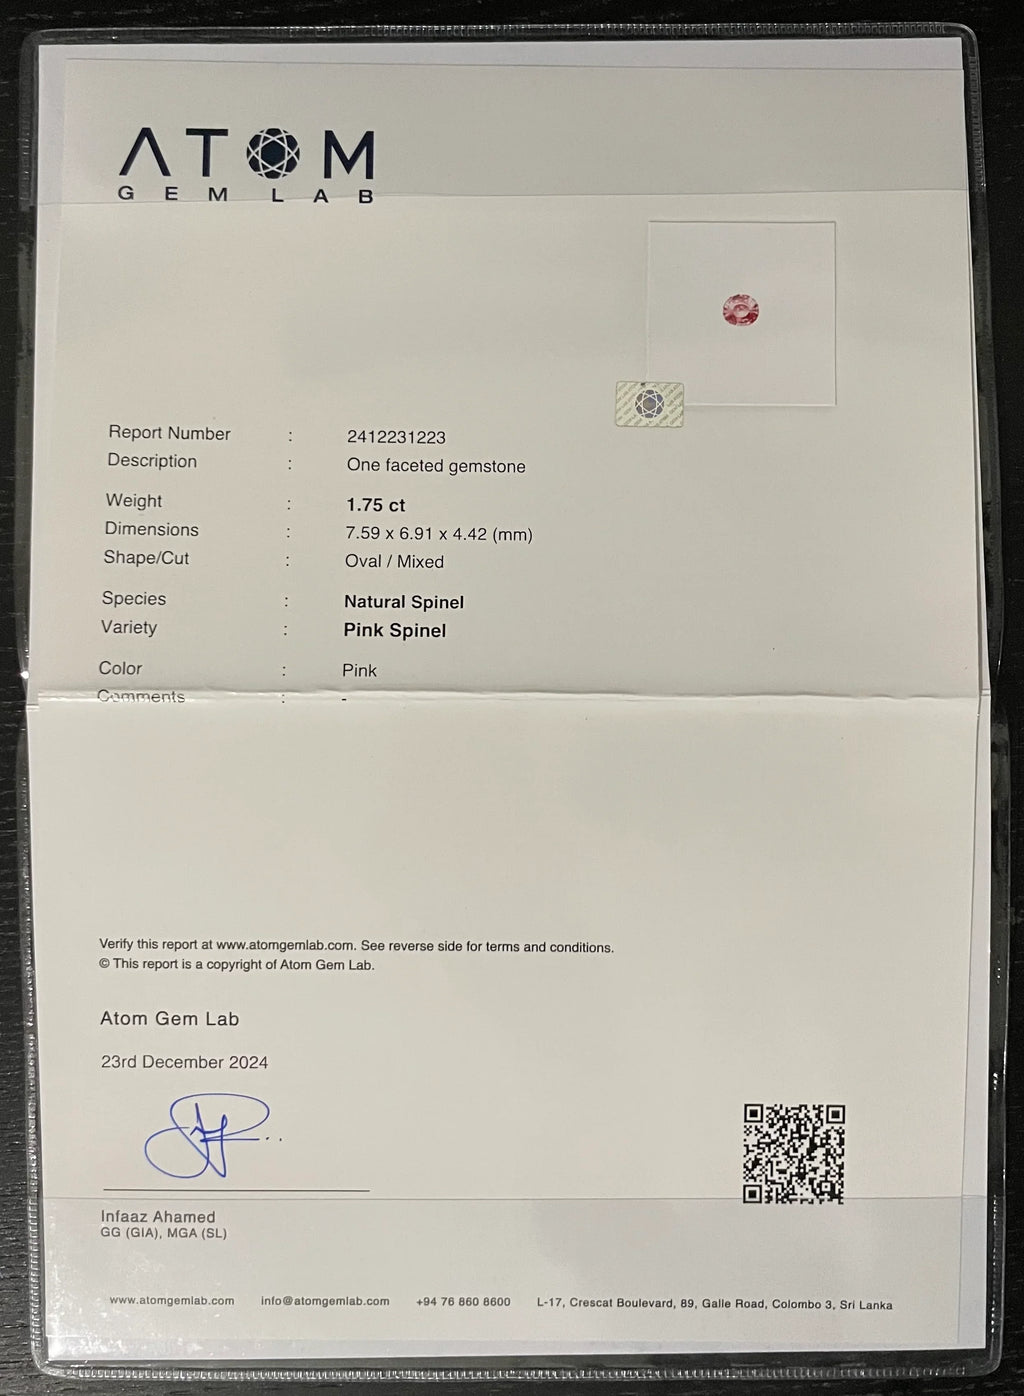 ATOM
GEM LAB
Report Number : 2412231223
Description : One faceted gemstone
Weight : 1.75 ct
Dimensions : 7.59 x 6.91 x 4.42 (mm)
Shape/Cut : Oval / Mixed
Species : Natural Spinel
Variety : Pink Spinel
Color : Pink
Comments : -
Verify this report at www.atomgemlab.com. See reverse side for terms and conditions.
© This report is a copyright of Atom Gem Lab.
Atom Gem Lab
23rd December 2024
Infaaz Ahamed
GG (GIA), MGA (SL)
www.atomgemlab.com info@atomgemlab.com +94 76 860 8600 L-17, Crescat Boulevard, 89, Galle Road, Colombo 3, Sri Lanka